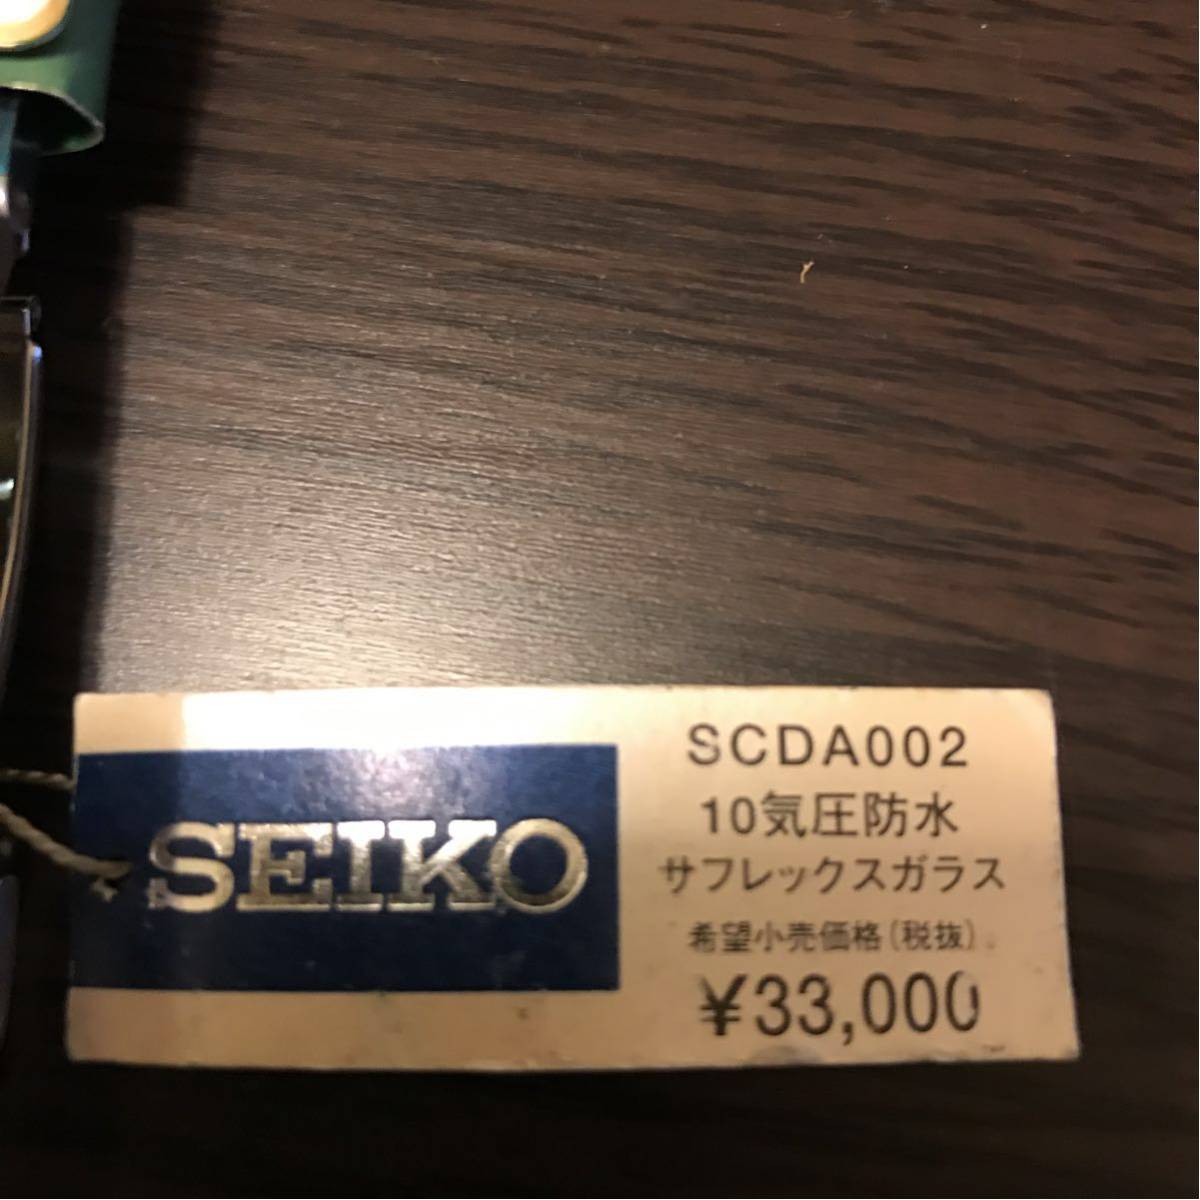 SEIKO
SCDA002
10気圧防水
サフレックスガラス
希望小売価格(税抜)
¥33,000